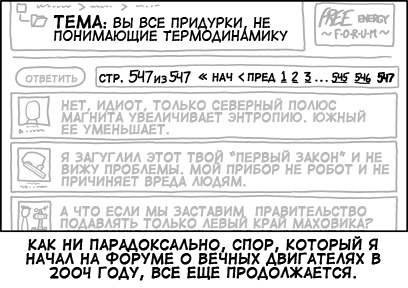 ТЕМА: ВЫ ВСЕ ПРИДУРКИ, НЕ
ПОНИМАЮЩИЕ ТЕРМОДИНАМИКУ
FREE ENERGY
~FORUM~
ОТВЕТИТЬ
СТР. 547 ИЗ 547 « НАЧ < ПРЕД 1 2 3 ... 545 546 547
НЕТ, ИДИОТ, ТОЛЬКО СЕВЕРНЫЙ ПОЛЮС
МАГНИТА УВЕЛИЧИВАЕТ ЭНТРОПИЮ. ЮЖНЫЙ
ЕЕ УМЕНЬШАЕТ.
Я ЗАГУГЛИЛ ЭТОТ ТВОЙ "ПЕРВЫЙ ЗАКОН" И НЕ
ВИЖУ ПРОБЛЕМЫ. МОЙ ПРИБОР НЕ РОБОТ И НЕ
ПРИЧИНЯЕТ ВРЕДА ЛЮДЯМ.
А ЧТО ЕСЛИ МЫ ЗАСТАВИМ ПРАВИТЕЛЬСТВО
ПОДАВЛЯТЬ ТОЛЬКО ЛЕВЫЙ КРАЙ МАХОВИКА?
КАК НИ ПАРАДОКСАЛЬНО, СПОР, КОТОРЫЙ Я
НАЧАЛ НА ФОРУМЕ О ВЕЧНЫХ ДВИГАТЕЛЯХ В
2004 ГОДУ, ВСЕ ЕЩЕ ПРОДОЛЖАЕТСЯ.